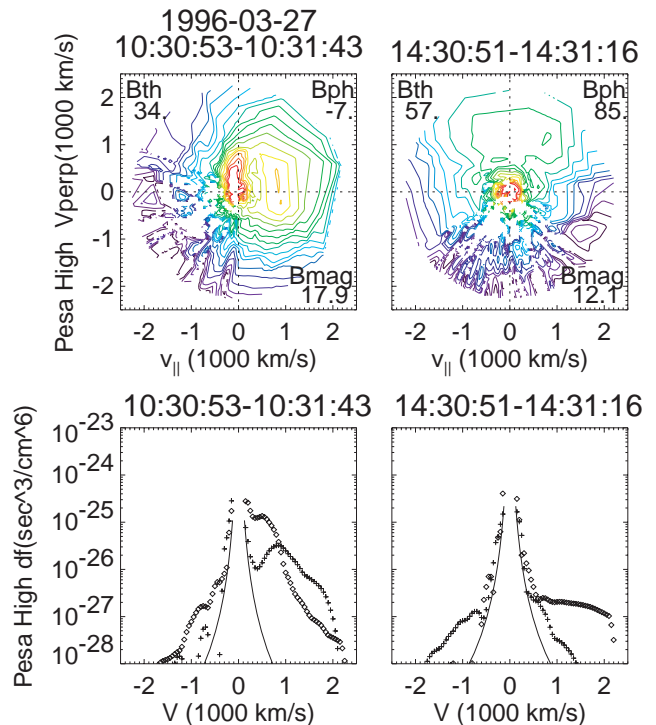 1996-03-27
10:30:53-10:31:43 14:30:51-14:31:16
Pesa High Vperp(1000 km/s)
2
1
0
-1
-2
Bth Bph
34. -7.
Bmag
17.9
Bth Bph
57. 85.
Bmag
12.1
-2 -1 0 1 2
-2 -1 0 1 2
v|| (1000 km/s)
v|| (1000 km/s)
10:30:53-10:31:43 14:30:51-14:31:16
Pesa High df(sec^3/cm^6)
10-23
10-24
10-25
10-26
10-27
10-28
-2 -1 0 1 2
-2 -1 0 1 2
V (1000 km/s)
V (1000 km/s)